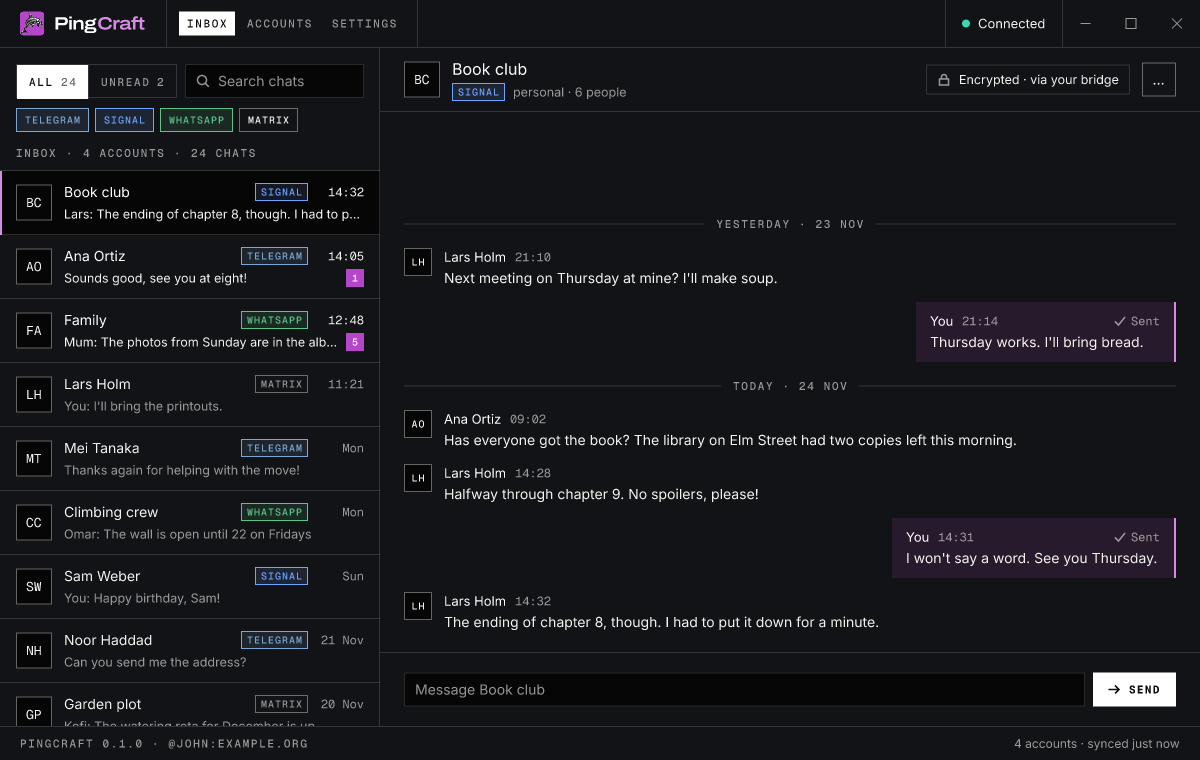 PingCraft
INBOX ACCOUNTS SETTINGS
Connected
ALL 24 UNREAD 2
Search chats
TELEGRAM SIGNAL WHATSAPP MATRIX
INBOX · 4 ACCOUNTS · 24 CHATS
BC
Book club SIGNAL 14:32
Lars: The ending of chapter 8, though. I had to p...
AO
Ana Ortiz TELEGRAM 14:05
Sounds good, see you at eight! 1
FA
Family WHATSAPP 12:48
Mum: The photos from Sunday are in the alb... 5
LH
Lars Holm MATRIX 11:21
You: I'll bring the printouts.
MT
Mei Tanaka TELEGRAM Mon
Thanks again for helping with the move!
CC
Climbing crew WHATSAPP Mon
Omar: The wall is open until 22 on Fridays
SW
Sam Weber SIGNAL Sun
You: Happy birthday, Sam!
NH
Noor Haddad TELEGRAM 21 Nov
Can you send me the address?
GP
Garden plot MATRIX 20 Nov
Kofi: The watering rota for December is up
BC
Book club
SIGNAL personal · 6 people
Encrypted · via your bridge
...
YESTERDAY · 23 NOV
LH
Lars Holm 21:10
Next meeting on Thursday at mine? I'll make soup.
You 21:14 Sent
Thursday works. I'll bring bread.
TODAY · 24 NOV
AO
Ana Ortiz 09:02
Has everyone got the book? The library on Elm Street had two copies left this morning.
LH
Lars Holm 14:28
Halfway through chapter 9. No spoilers, please!
You 14:31 Sent
I won't say a word. See you Thursday.
LH
Lars Holm 14:32
The ending of chapter 8, though. I had to put it down for a minute.
Message Book club
SEND
PINGCRAFT 0.1.0 · @JOHN:EXAMPLE.ORG
4 accounts · synced just now